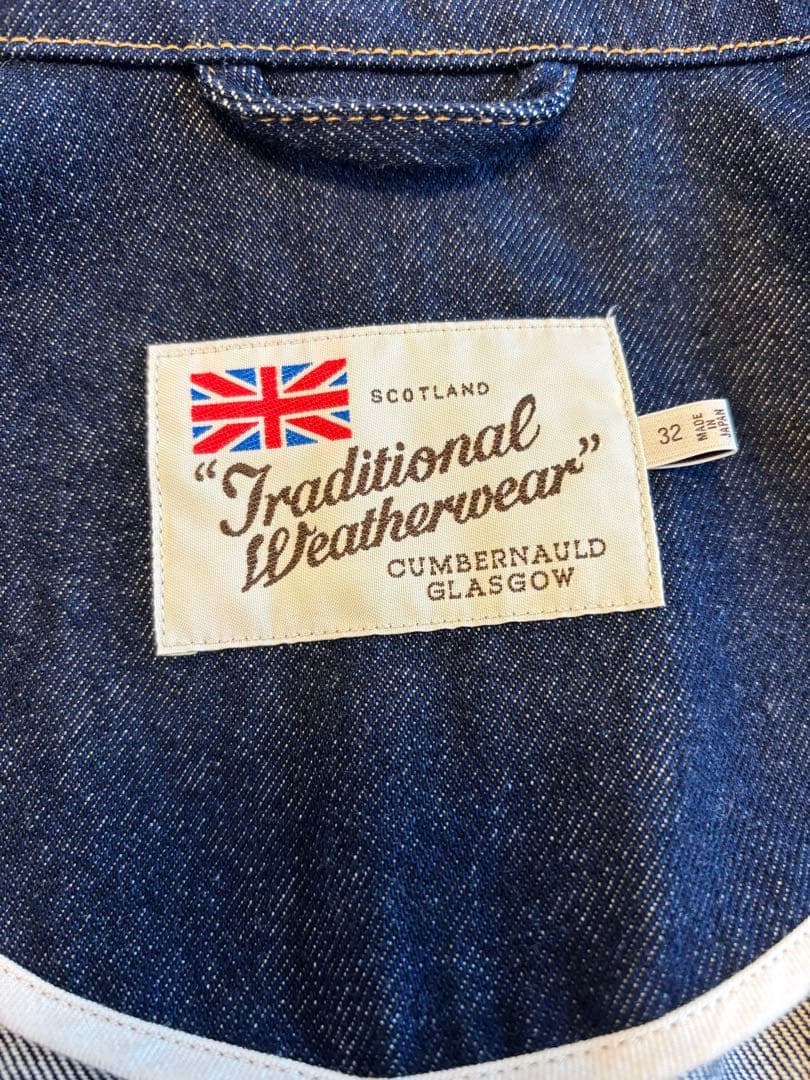 SCOTLAND
"Traditional
Weatherwear"
CUMBERNAULD
GLASGOW
32
MADE
IN
JAPAN